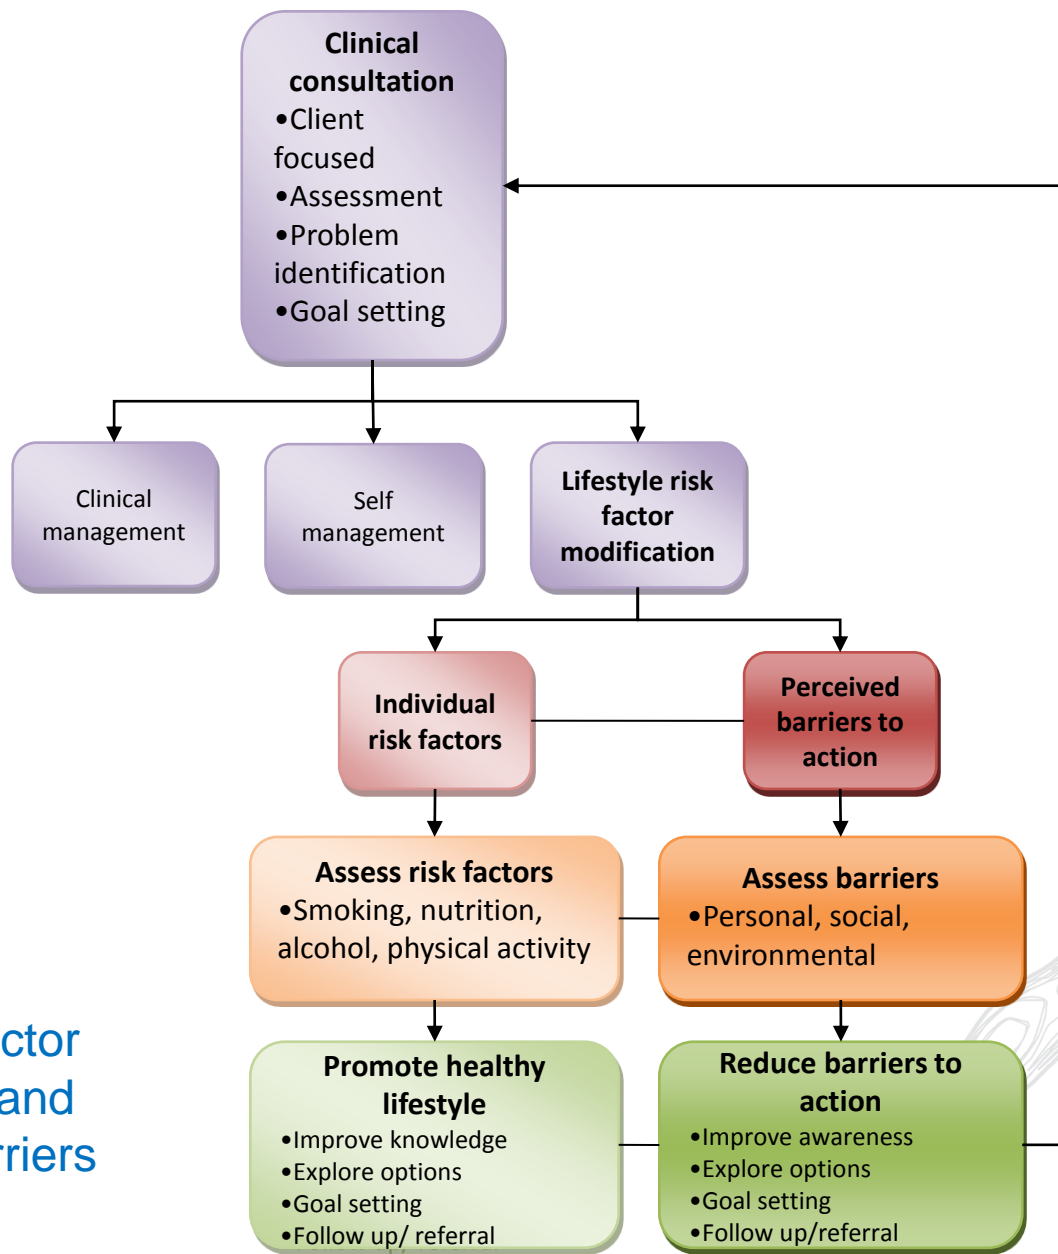 Clinical
consultation
•Client
focused
•Assessment
•Problem
identification
•Goal setting
Clinical
management
Self
management
Lifestyle risk
factor
modification
Individual
risk factors
Perceived
barriers to
action
Assess risk factors
•Smoking, nutrition,
alcohol, physical activity
Assess barriers
•Personal, social,
environmental
Promote healthy
lifestyle
•Improve knowledge
•Explore options
•Goal setting
•Follow up/ referral
Reduce barriers to
action
•Improve awareness
•Explore options
•Goal setting
•Follow up/referral
ctor
and
rriers